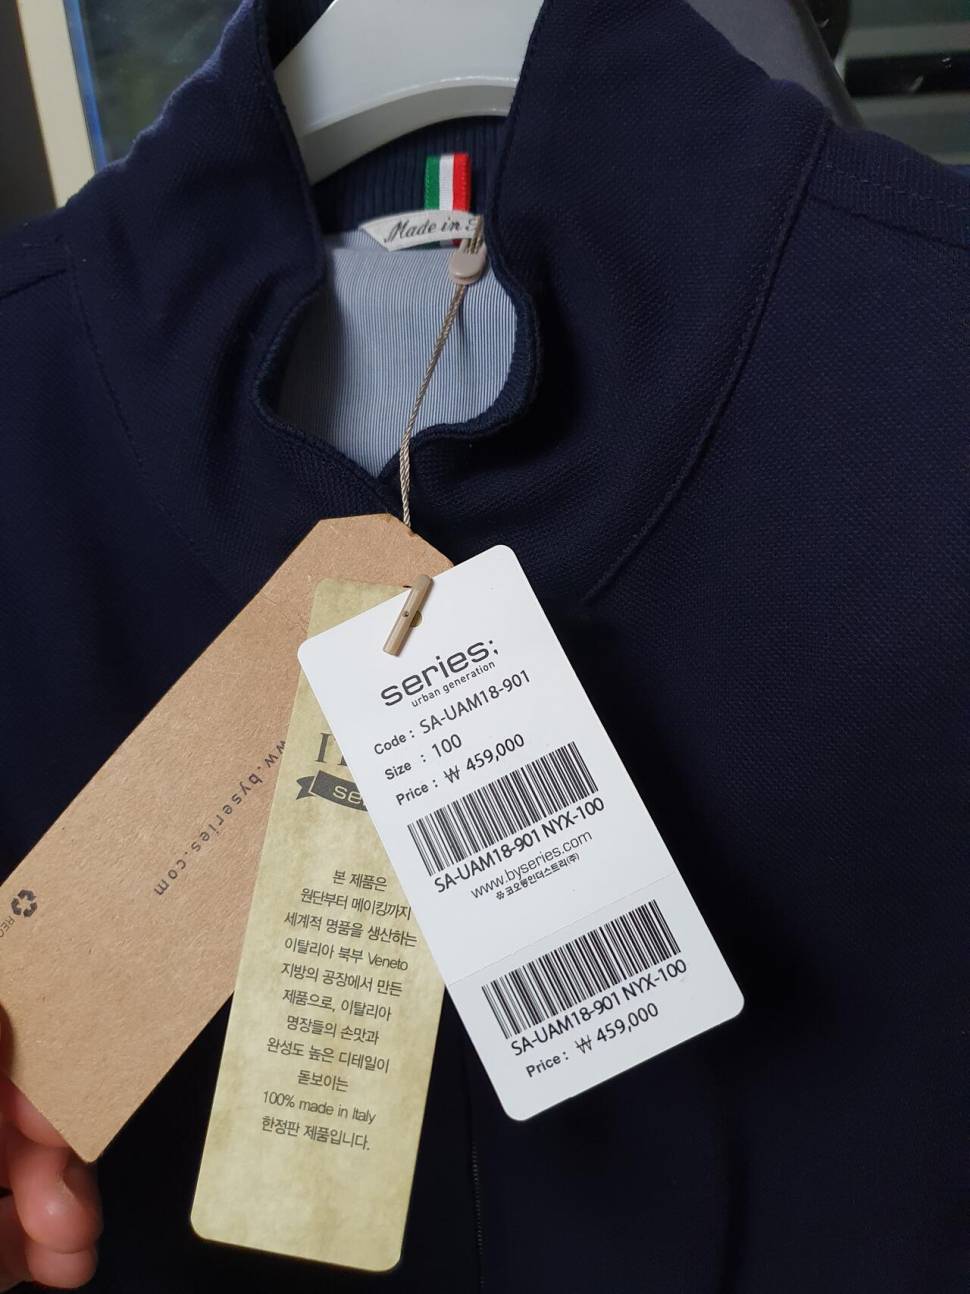 Made in
www.byseries.com
series;
urban generation
Code : SA-UAM18-901
Size : 100
Price : ₩ 459,000
SA-UAM18-901 NYX-100
www.byseries.com
코오롱인더스트리(주)
SA-UAM18-901 NYX-100
Price : ₩ 459,000
본 제품은
원단부터 메이킹까지
세계적 명품을 생산하는
이탈리아 북부 Veneto
지방의 공장에서 만든
제품으로, 이탈리아
명장들의 손맛과
완성도 높은 디테일이
돋보이는
100% made in Italy
한정판 제품입니다.